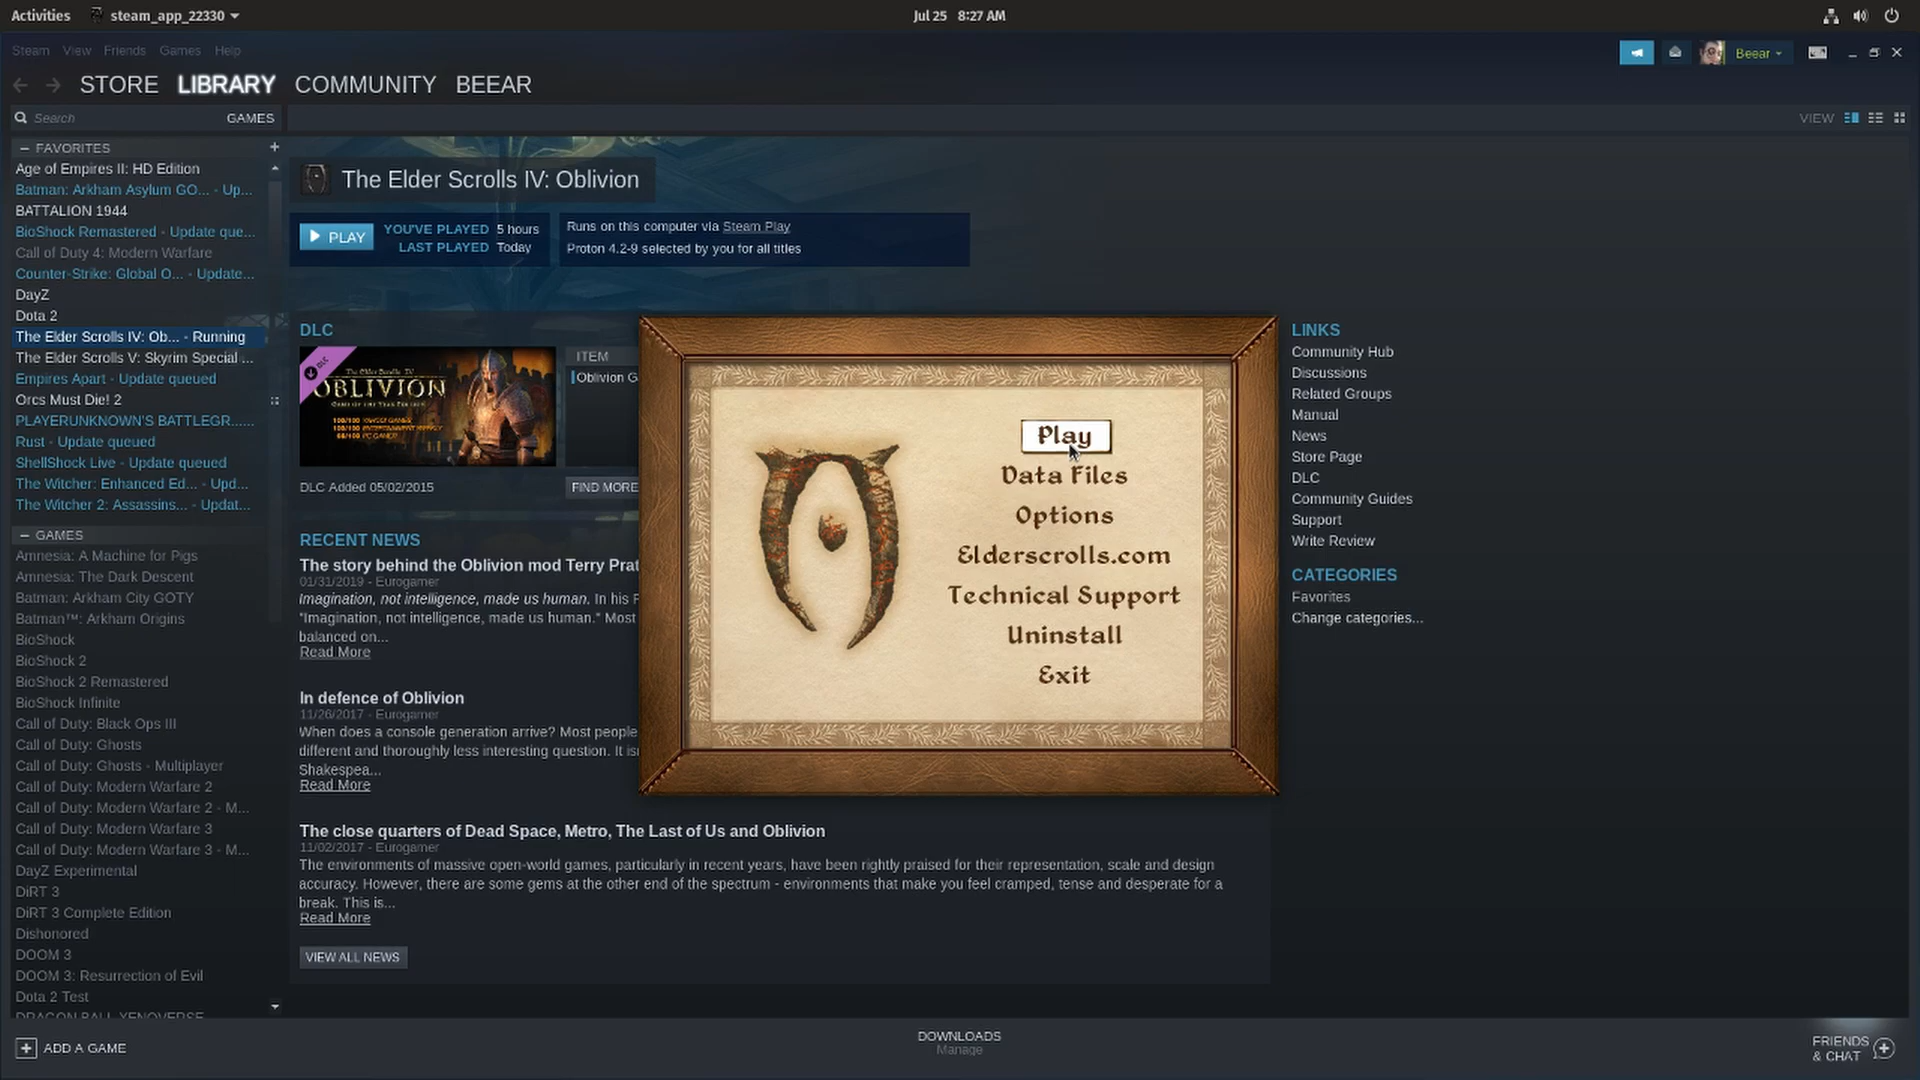 Activities
steam_app_22330
Jul 25 8:27 AM
Steam View Friends Games Help
Beear
STORE LIBRARY COMMUNITY BEEAR
Search
GAMES
VIEW
— FAVORITES +
Age of Empires II: HD Edition
Batman: Arkham Asylum GO... - Up...
BATTALION 1944
BioShock Remastered - Update que...
Call of Duty 4: Modern Warfare
Counter-Strike: Global O... - Update...
DayZ
Dota 2
The Elder Scrolls IV: Ob... - Running
The Elder Scrolls V: Skyrim Special ...
Empires Apart - Update queued
Orcs Must Die! 2
PLAYERUNKNOWN'S BATTLEGR......
Rust - Update queued
ShellShock Live - Update queued
The Witcher: Enhanced Ed... - Upd...
The Witcher 2: Assassins... - Updat...
— GAMES
Amnesia: A Machine for Pigs
Amnesia: The Dark Descent
Batman: Arkham City GOTY
Batman™: Arkham Origins
BioShock
BioShock 2
BioShock 2 Remastered
BioShock Infinite
Call of Duty: Black Ops III
Call of Duty: Ghosts
Call of Duty: Ghosts - Multiplayer
Call of Duty: Modern Warfare 2
Call of Duty: Modern Warfare 2 - M...
Call of Duty: Modern Warfare 3
Call of Duty: Modern Warfare 3 - M...
DayZ Experimental
DiRT 3
DiRT 3 Complete Edition
Dishonored
DOOM 3
DOOM 3: Resurrection of Evil
Dota 2 Test
DRAGON BALL XENOVERSE
The Elder Scrolls IV: Oblivion
PLAY
YOU'VE PLAYED 5 hours
LAST PLAYED Today
Runs on this computer via Steam Play
Proton 4.2-9 selected by you for all titles
DLC
DLC
The Elder Scrolls IV
OBLIVION
GAME OF THE YEAR EDITION
ITEM
Oblivion G
DLC Added 05/02/2015
FIND MORE
RECENT NEWS
The story behind the Oblivion mod Terry Prat
01/31/2019 - Eurogamer
Imagination, not intelligence, made us human. In his F
"Imagination, not intelligence, made us human." Most
balanced on...
Read More
In defence of Oblivion
11/26/2017 - Eurogamer
When does a console generation arrive? Most people
different and thoroughly less interesting question. It isn
Shakespea...
Read More
The close quarters of Dead Space, Metro, The Last of Us and Oblivion
11/02/2017 - Eurogamer
The environments of massive open-world games, particularly in recent years, have been rightly praised for their representation, scale and design
accuracy. However, there are some gems at the other end of the spectrum - environments that make you feel cramped, tense and desperate for a
break. This is...
Read More
VIEW ALL NEWS
Play
Data Files
Options
Elderscrolls.com
Technical Support
Uninstall
Exit
LINKS
Community Hub
Discussions
Related Groups
Manual
News
Store Page
DLC
Community Guides
Support
Write Review
CATEGORIES
Favorites
Change categories...
+ ADD A GAME
DOWNLOADS
Manage
FRIENDS
& CHAT